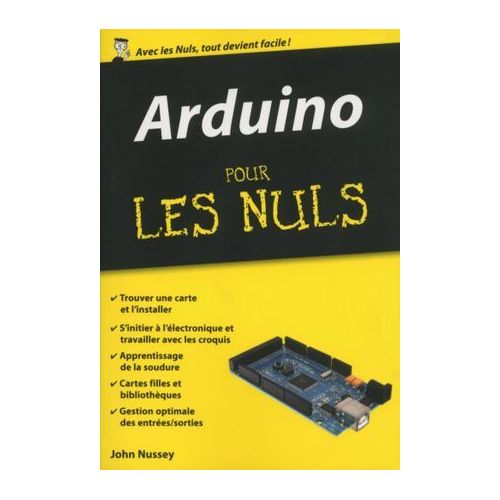 Avec les Nuls, tout devient facile !
Arduino
POUR
LES NULS
✓ Trouver une carte
et l'installer
✓ S'initier à l'électronique et
travailler avec les croquis
✓ Apprentissage
de la soudure
✓ Cartes filles et
bibliothèques
✓ Gestion optimale
des entrées/sorties
John Nussey